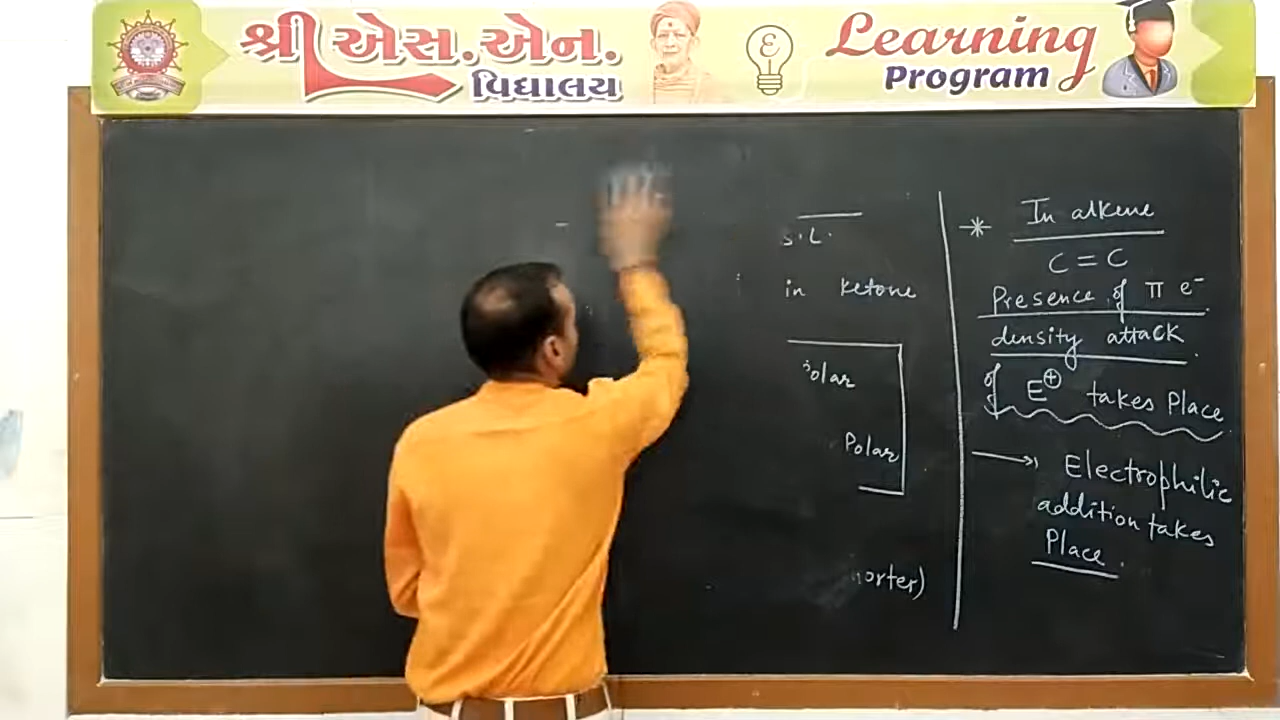 શ્રી એસ. એન.
વિદ્યાલય
Learning
Program
S.L.
in ketone
Polar
Polar
In alkene
C = C
Presence of π e⁻
density attack
of E⊕ takes Place
→ Electrophilic
addition takes
Place.